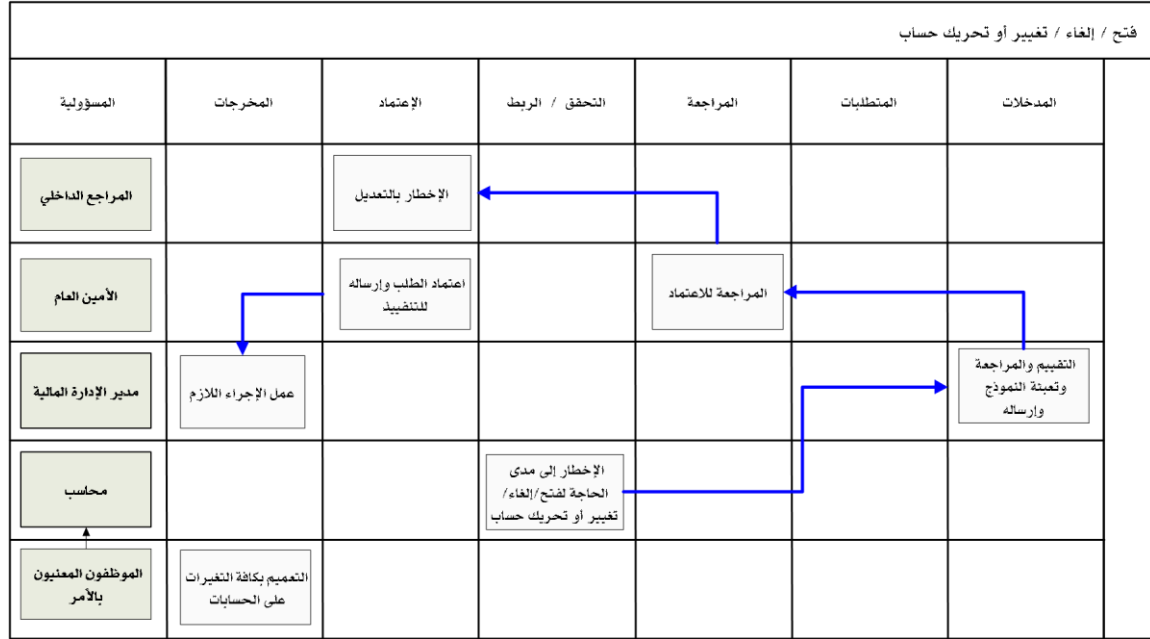 فتح / إلغاء / تغيير أو تحريك حساب
المدخلات
المتطلبات
المراجعة
التحقق / الربط
الإعتماد
المخرجات
المسؤولية
الإخطار بالتعديل
المراجع الداخلي
المراجعة للاعتماد
اعتماد الطلب وإرساله
للتنفييذ
الأمين العام
التقييم والمراجعة
وتعبئة النموذج
وإرساله
عمل الإجراء اللازم
مدير الإدارة المالية
الإخطار إلى مدى
الحاجة لفتح/إلغاء/
تغيير أو تحريك حساب
محاسب
التعميم بكافة التغيرات
على الحسابات
الموظفون المعنيون
بالأمر